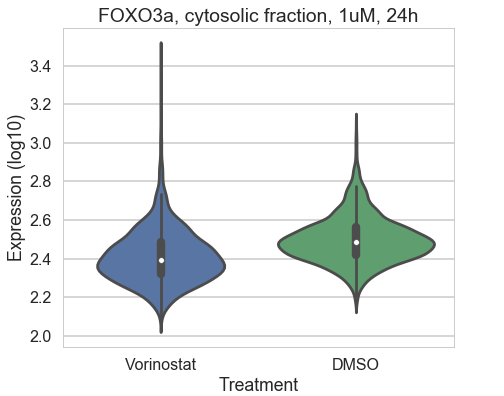 FOXO3a, cytosolic fraction, 1uM, 24h
Expression (log10)
3.4
3.2
3.0
2.8
2.6
2.4
2.2
2.0
Vorinostat
DMSO
Treatment